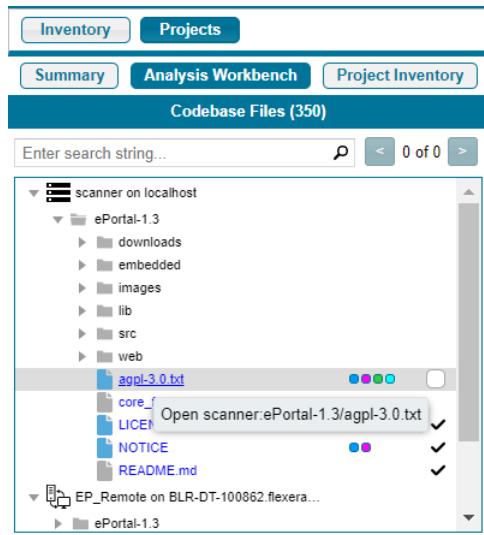 Inventory Projects
Summary Analysis Workbench Project Inventory
Codebase Files (350)
Enter search string... < 0 of 0 >
scanner on localhost
ePortal-1.3
downloads
embedded
images
lib
src
web
agpl-3.0.txt
core_
Open scanner:ePortal-1.3/agpl-3.0.txt
LICEN
NOTICE
README.md
EP_Remote on BLR-DT-100862.flexera...
ePortal-1.3